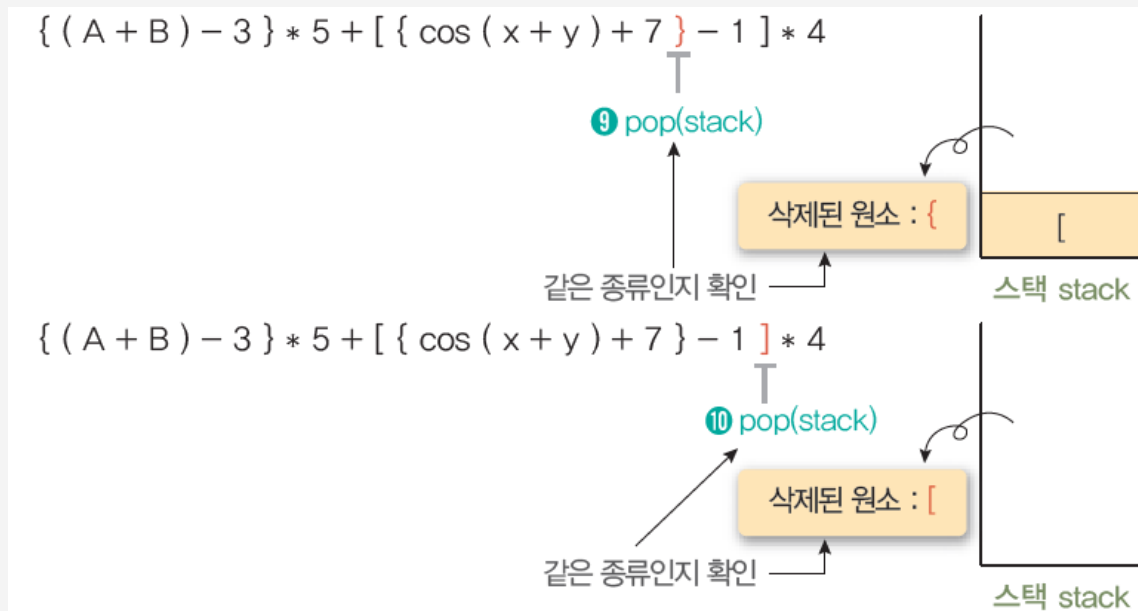 { ( A + B ) − 3 } * 5 + [ { cos ( x + y ) + 7 } − 1 ] * 4
❾ pop(stack)
삭제된 원소 : {
[
같은 종류인지 확인
스택 stack
{ ( A + B ) − 3 } * 5 + [ { cos ( x + y ) + 7 } − 1 ] * 4
❿ pop(stack)
삭제된 원소 : [
같은 종류인지 확인
스택 stack